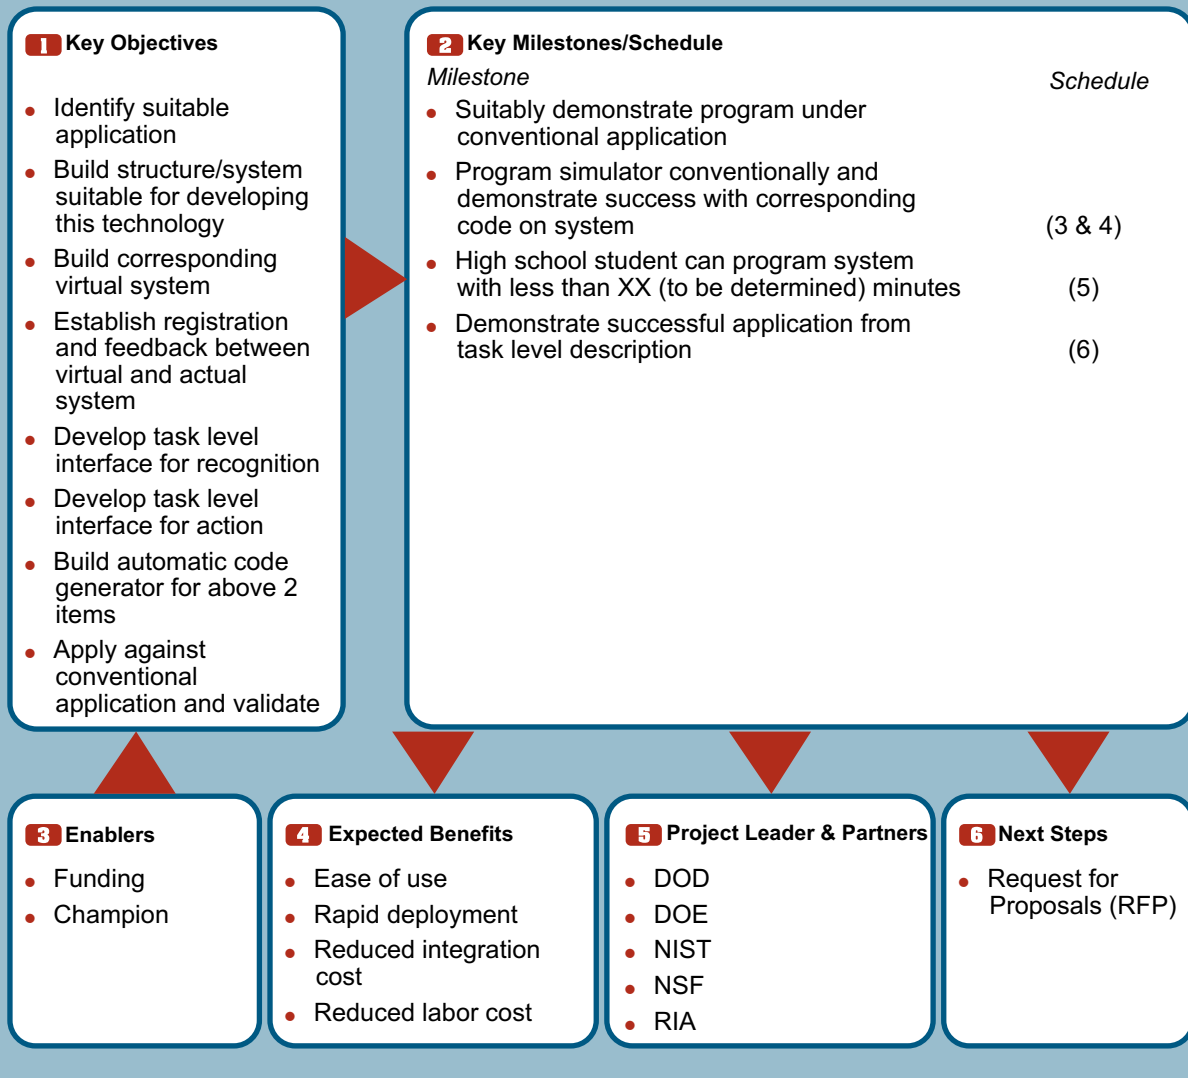 1 Key Objectives
Identify suitable
application
Build structure/system
suitable for developing
this technology
Build corresponding
virtual system
Establish registration
and feedback between
virtual and actual
system
Develop task level
interface for recognition
Develop task level
interface for action
Build automatic code
generator for above 2
items
Apply against
conventional
application and validate
2 Key Milestones/Schedule
Milestone Schedule
Suitably demonstrate program under
conventional application
Program simulator conventionally and
demonstrate success with corresponding
code on system (3 & 4)
High school student can program system
with less than XX (to be determined) minutes (5)
Demonstrate successful application from
task level description (6)
3 Enablers
Funding
Champion
4 Expected Benefits
Ease of use
Rapid deployment
Reduced integration
cost
Reduced labor cost
5 Project Leader & Partners
DOD
DOE
NIST
NSF
RIA
6 Next Steps
Request for
Proposals (RFP)